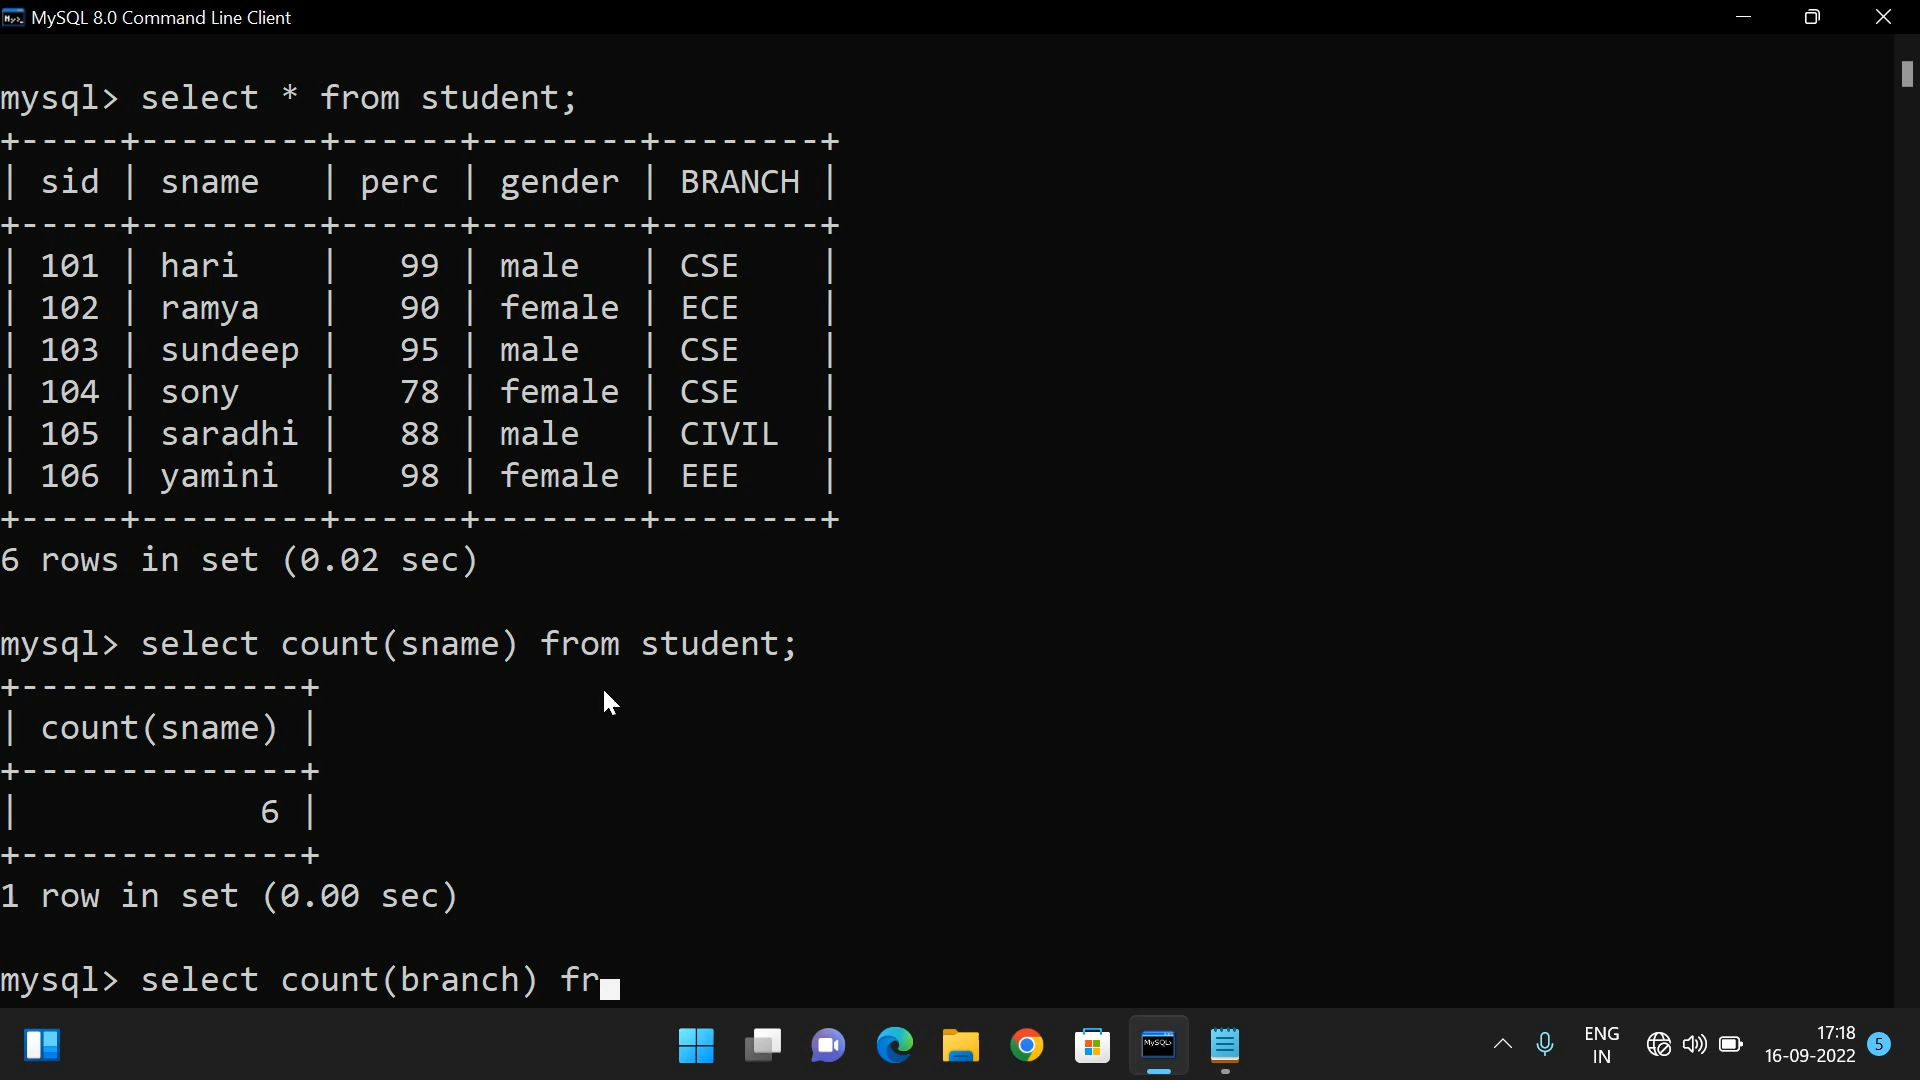 MySQL 8.0 Command Line Client
mysql> select * from student;
+-----+---------+------+--------+--------+
| sid | sname   | perc | gender | BRANCH |
+-----+---------+------+--------+--------+
| 101 | hari    |   99 | male   | CSE    |
| 102 | ramya   |   90 | female | ECE    |
| 103 | sundeep |   95 | male   | CSE    |
| 104 | sony    |   78 | female | CSE    |
| 105 | saradhi |   88 | male   | CIVIL  |
| 106 | yamini  |   98 | female | EEE    |
+-----+---------+------+--------+--------+
6 rows in set (0.02 sec)
mysql> select count(sname) from student;
+--------------+
| count(sname) |
+--------------+
|            6 |
+--------------+
1 row in set (0.00 sec)
mysql> select count(branch) fr
MySQL
ENG
IN
17:18
16-09-2022
5